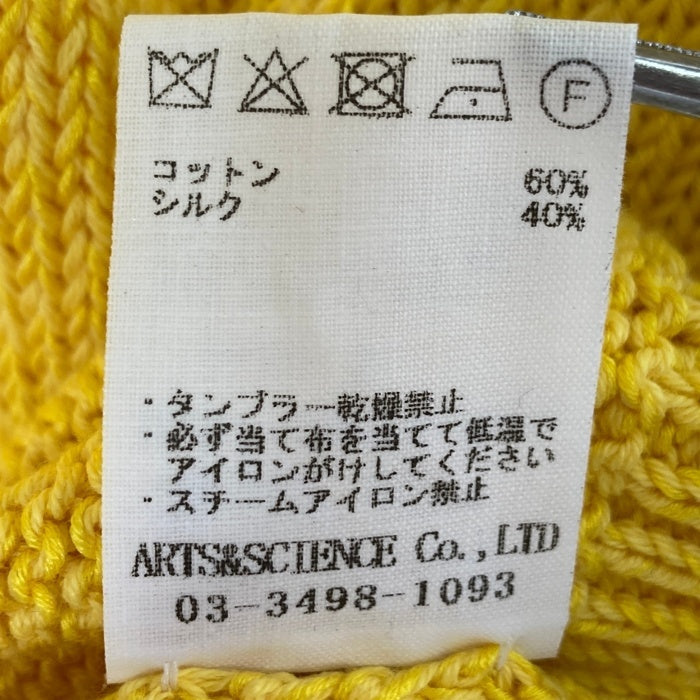 F
コットン 60%
シルク 40%
・タンブラー乾燥禁止
・必ず当て布を当てて低温で
アイロンがけしてください
・スチームアイロン禁止
ARTS&SCIENCE Co.,LTD
03-3498-1093